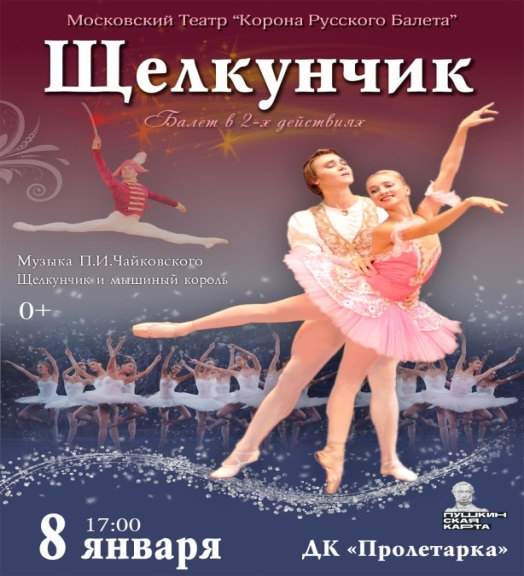 Московский Театр “Корона Русского Балета”
Щелкунчик
Балет в 2-х действиях
Музыка П.И.Чайковского
Щелкунчик и мышиный король
0+
ПУШКИН
СКАЯ
КАРТА
8 января
17:00
ДК «Пролетарка»